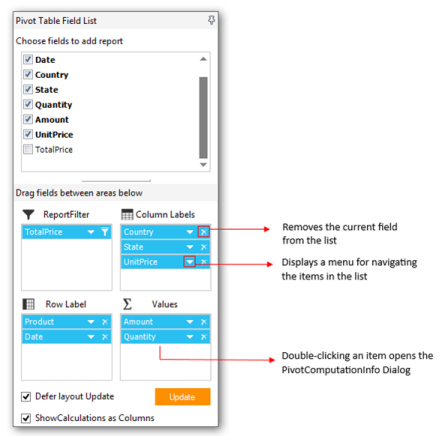 Pivot Table Field List
Choose fields to add report
Date
Country
State
Quantity
Amount
UnitPrice
TotalPrice
Drag fields between areas below
ReportFilter
Column Labels
TotalPrice
Country
State
UnitPrice
Removes the current field
from the list
Displays a menu for navigating
the items in the list
Row Label
Values
Product
Date
Amount
Quantity
Double-clicking an item opens the
PivotComputationInfo Dialog
Defer layout Update
Update
ShowCalculations as Columns